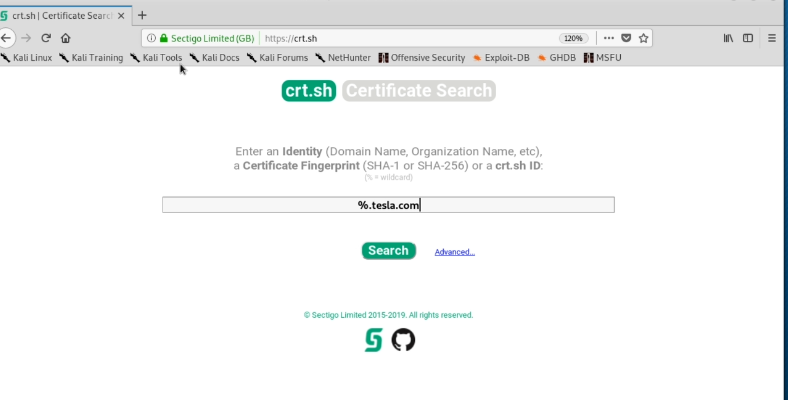 crt.sh | Certificate Search
Sectigo Limited (GB) https://crt.sh 120%
Kali Linux Kali Training Kali Tools Kali Docs Kali Forums NetHunter Offensive Security Exploit-DB GHDB MSFU
crt.sh Certificate Search
Enter an Identity (Domain Name, Organization Name, etc),
a Certificate Fingerprint (SHA-1 or SHA-256) or a crt.sh ID:
(% = wildcard)
%.tesla.com
Search Advanced...
© Sectigo Limited 2015-2019. All rights reserved.